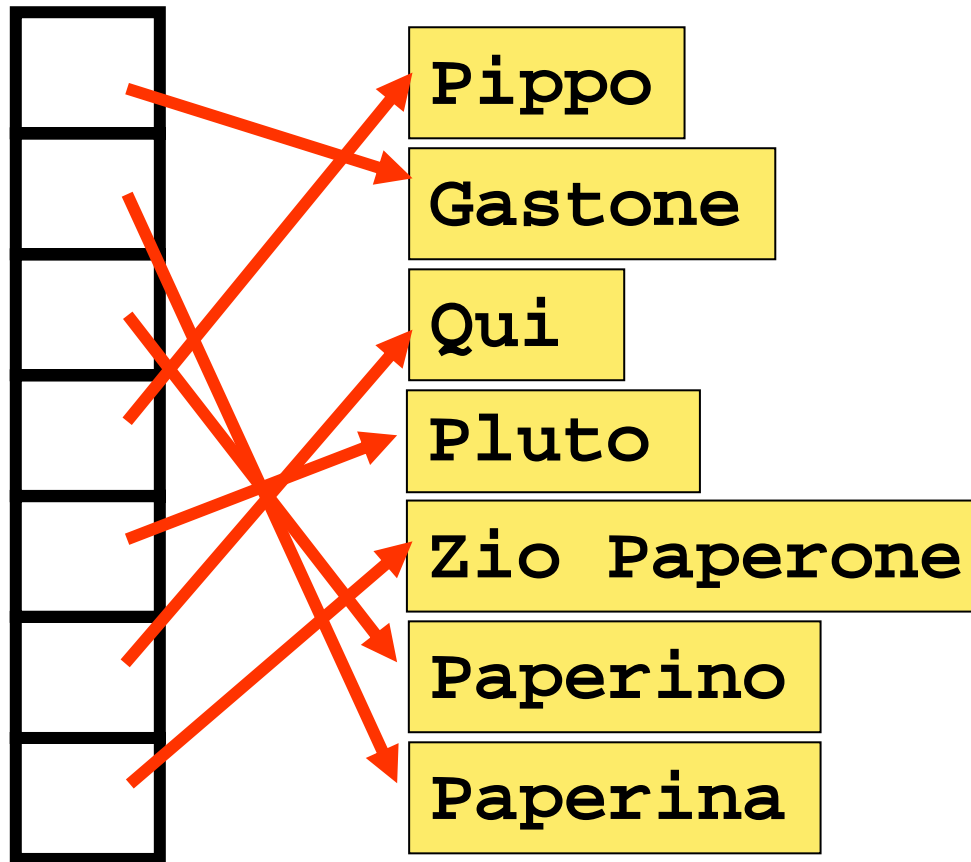 Pippo
Gastone
Qui
Pluto
Zio Paperone
Paperino
Paperina